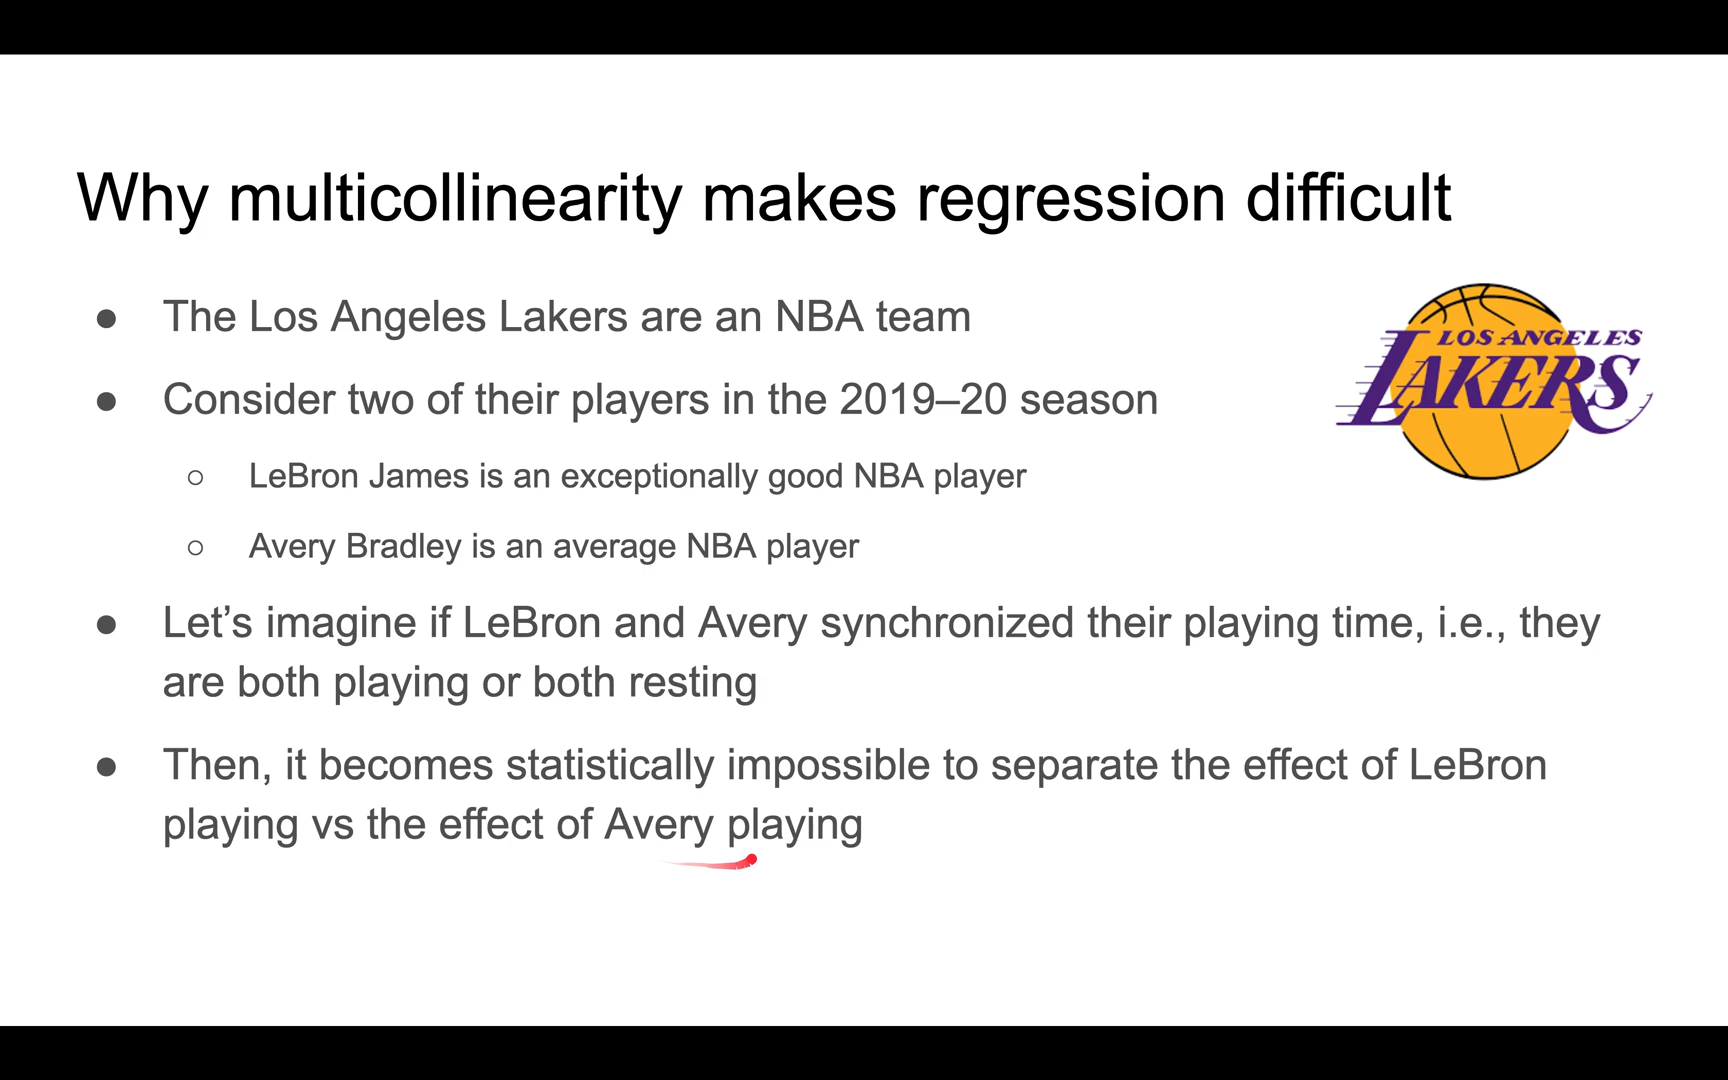 Why multicollinearity makes regression difficult
● The Los Angeles Lakers are an NBA team
● Consider two of their players in the 2019–20 season
○ LeBron James is an exceptionally good NBA player
○ Avery Bradley is an average NBA player
● Let’s imagine if LeBron and Avery synchronized their playing time, i.e., they
are both playing or both resting
● Then, it becomes statistically impossible to separate the effect of LeBron
playing vs the effect of Avery playing
LOS ANGELES
LAKERS